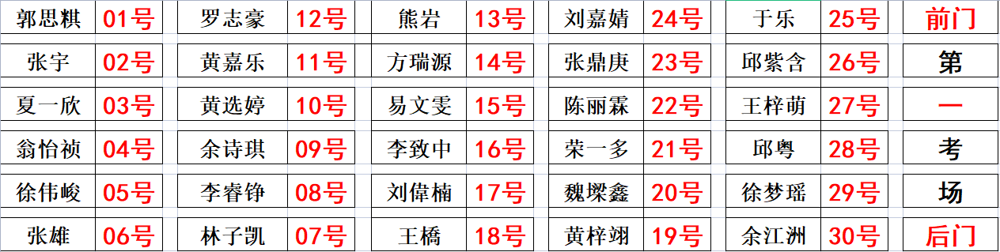 郭思粸 01号 罗志豪 12号 熊岩 13号 刘嘉婧 24号 于乐 25号 前门
张宇 02号 黄嘉乐 11号 方瑞源 14号 张鼎庚 23号 邱紫含 26号 第
夏一欣 03号 黄选婷 10号 易文雯 15号 陈丽霖 22号 王梓萌 27号 一
翁怡祯 04号 余诗琪 09号 李致中 16号 荣一多 21号 邱粤 28号 考
徐伟峻 05号 李睿铮 08号 刘偉楠 17号 魏墚鑫 20号 徐梦瑶 29号 场
张雄 06号 林子凯 07号 王橋 18号 黄梓翊 19号 余江洲 30号 后门